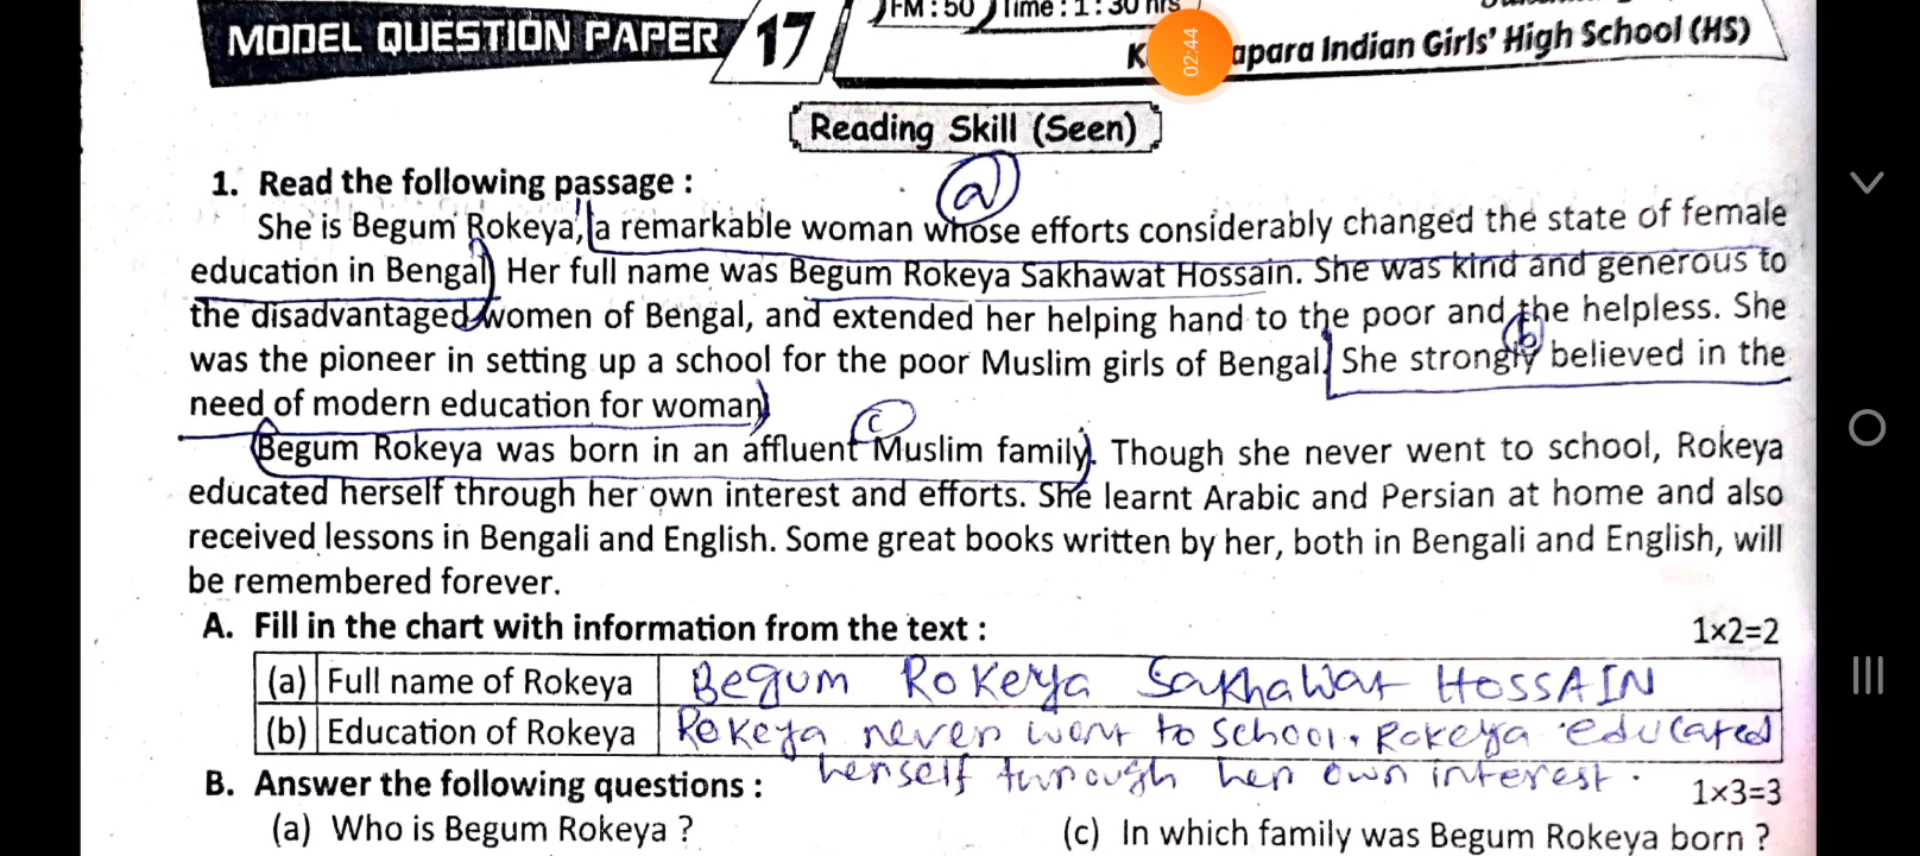 MODEL QUESTION PAPER 17
FM : 50 Time : 1 : 30 hrs
02:44
apara Indian Girls' High School (HS)
Reading Skill (Seen)
1. Read the following passage :
(a)
She is Begum Rokeya, a remarkable woman whose efforts considerably changed the state of female
education in Bengal. Her full name was Begum Rokeya Sakhawat Hossain. She was kind and generous to
the disadvantaged women of Bengal, and extended her helping hand to the poor and the helpless. She
(b)
was the pioneer in setting up a school for the poor Muslim girls of Bengal. She strongly believed in the
need of modern education for woman.
(c)
Begum Rokeya was born in an affluent Muslim family. Though she never went to school, Rokeya
educated herself through her own interest and efforts. She learnt Arabic and Persian at home and also
received lessons in Bengali and English. Some great books written by her, both in Bengali and English, will
be remembered forever.
A. Fill in the chart with information from the text : 1×2=2
(a) Full name of Rokeya Begum Rokeya Sakhawat HOSSAIN
(b) Education of Rokeya Rokeya never went to school. Rokeya educated
herself through her own interest.
B. Answer the following questions : 1×3=3
(a) Who is Begum Rokeya ? (c) In which family was Begum Rokeya born ?